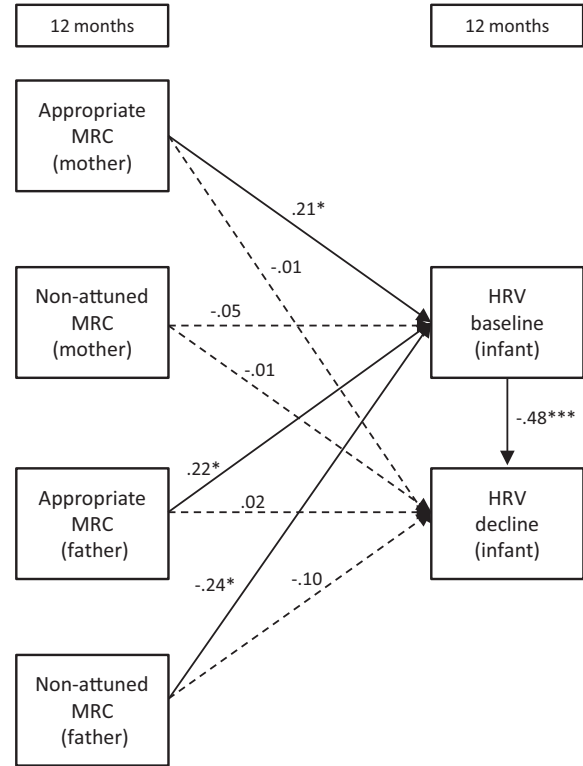 12 months
12 months
Appropriate
MRC
(mother)
.21*
-.01
Non-attuned
MRC
(mother)
-.05
-.01
HRV
baseline
(infant)
-.48***
Appropriate
MRC
(father)
.22*
.02
HRV
decline
(infant)
-.24*
-.10
Non-attuned
MRC
(father)